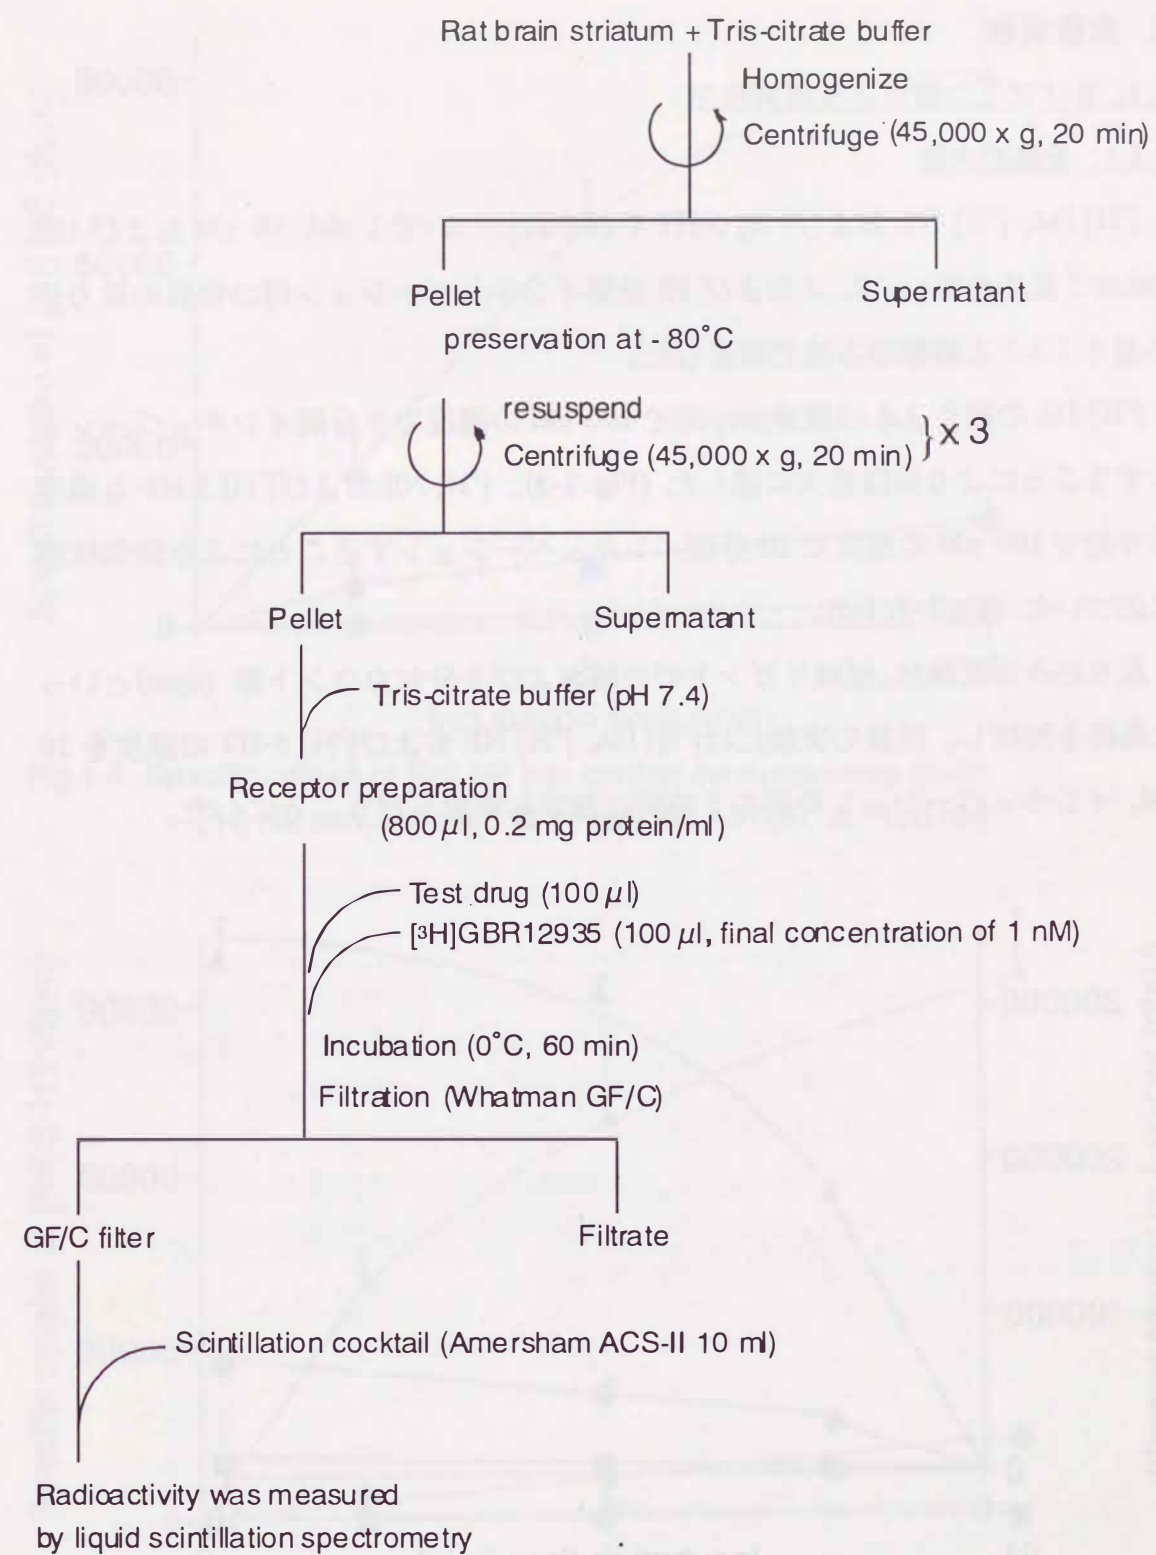 Rat brain striatum + Tris-citrate buffer
Homogenize
Centrifuge (45,000 x g, 20 min)
Pellet
Supernatant
preservation at - 80°C
resuspend
Centrifuge (45,000 x g, 20 min) } x 3
Pellet
Supernatant
Tris-citrate buffer (pH 7.4)
Receptor preparation
(800 μl, 0.2 mg protein/ml)
Test drug (100 μl)
[³H]GBR12935 (100 μl, final concentration of 1 nM)
Incubation (0°C, 60 min)
Filtration (Whatman GF/C)
GF/C filter
Filtrate
Scintillation cocktail (Amersham ACS-II 10 ml)
Radioactivity was measured
by liquid scintillation spectrometry